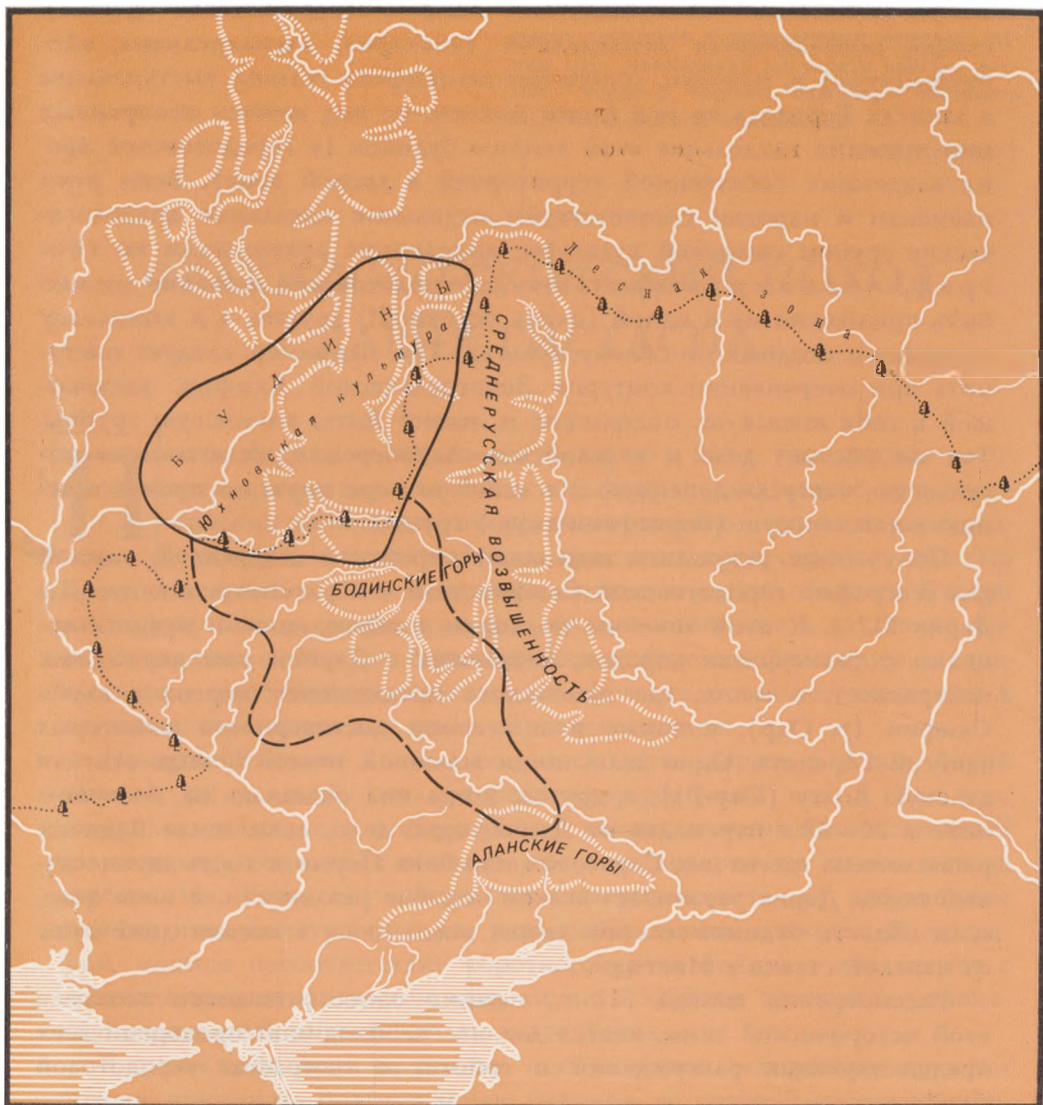 Лесная зона
БУДИНЫ
Юхновская культура
СРЕДНЕРУССКАЯ ВОЗВЫШЕННОСТЬ
БОДИНСКИЕ ГОРЫ
АЛАНСКИЕ ГОРЫ